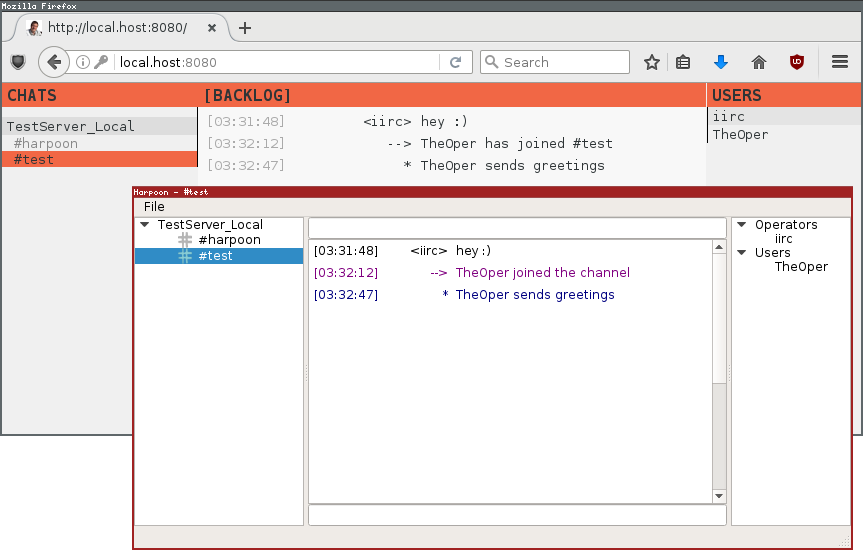 Mozilla Firefox
http://local.host:8080/
local.host:8080
Search
CHATS
[BACKLOG]
USERS
TestServer_Local
#harpoon
#test
[03:31:48] <iirc> hey :)
[03:32:12] --> TheOper has joined #test
[03:32:47] * TheOper sends greetings
iirc
TheOper
Harpoon - #test
File
TestServer_Local
#harpoon
#test
[03:31:48] <iirc> hey :)
[03:32:12] --> TheOper joined the channel
[03:32:47] * TheOper sends greetings
Operators
iirc
Users
TheOper